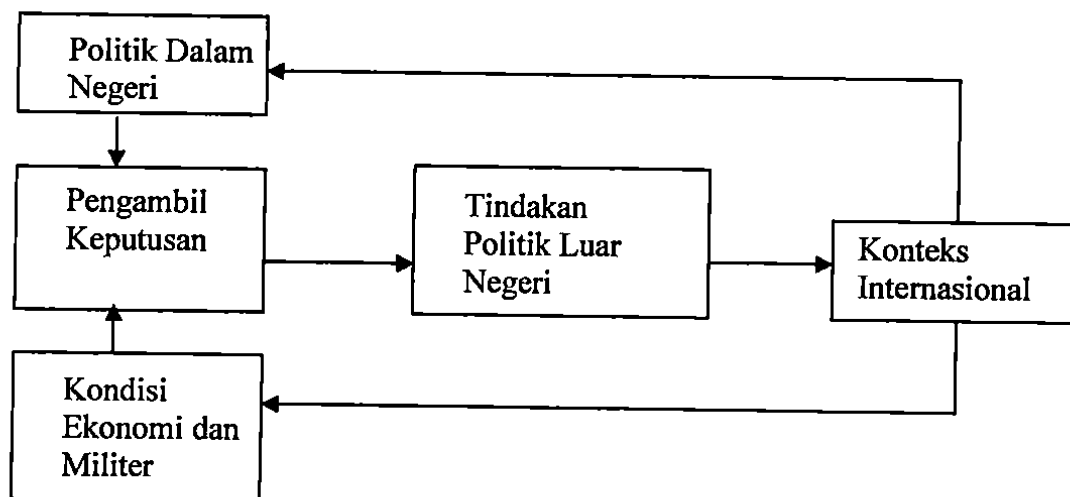 Politik Dalam
Negeri
Pengambil
Keputusan
Tindakan
Politik Luar
Negeri
Konteks
Internasional
Kondisi
Ekonomi dan
Militer